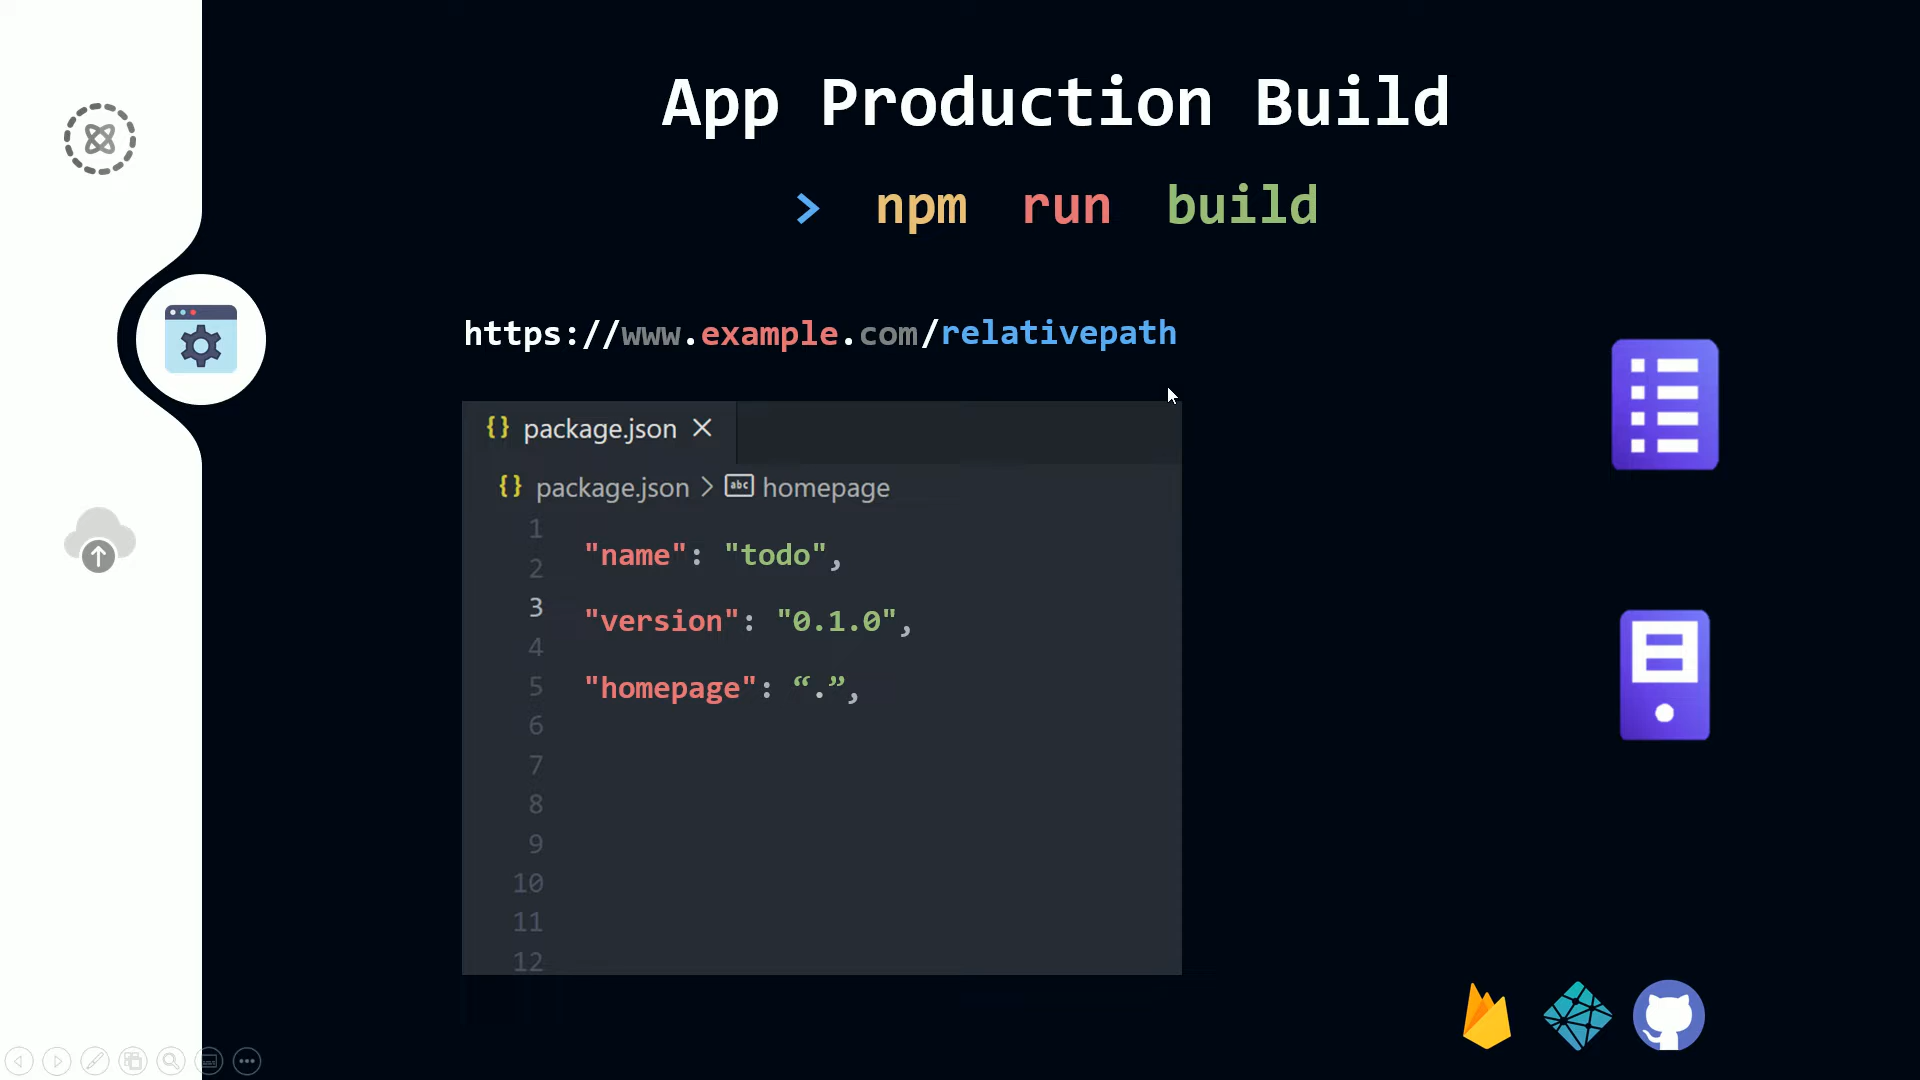 App Production Build
> npm run build
https://www.example.com/relativepath
{} package.json ×
{} package.json > abc homepage
1
"name": "todo",
2
3
"version": "0.1.0",
4
5
"homepage": “.”,
6
7
8
9
10
11
12